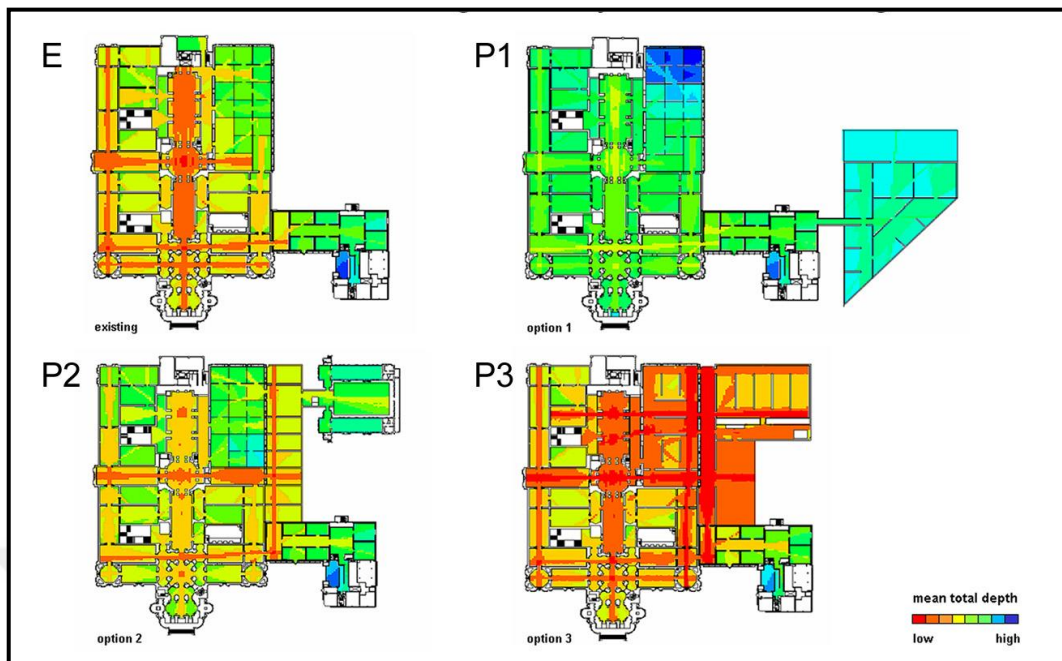 E
existing
P1
option 1
P2
option 2
P3
option 3
mean total depth
low high